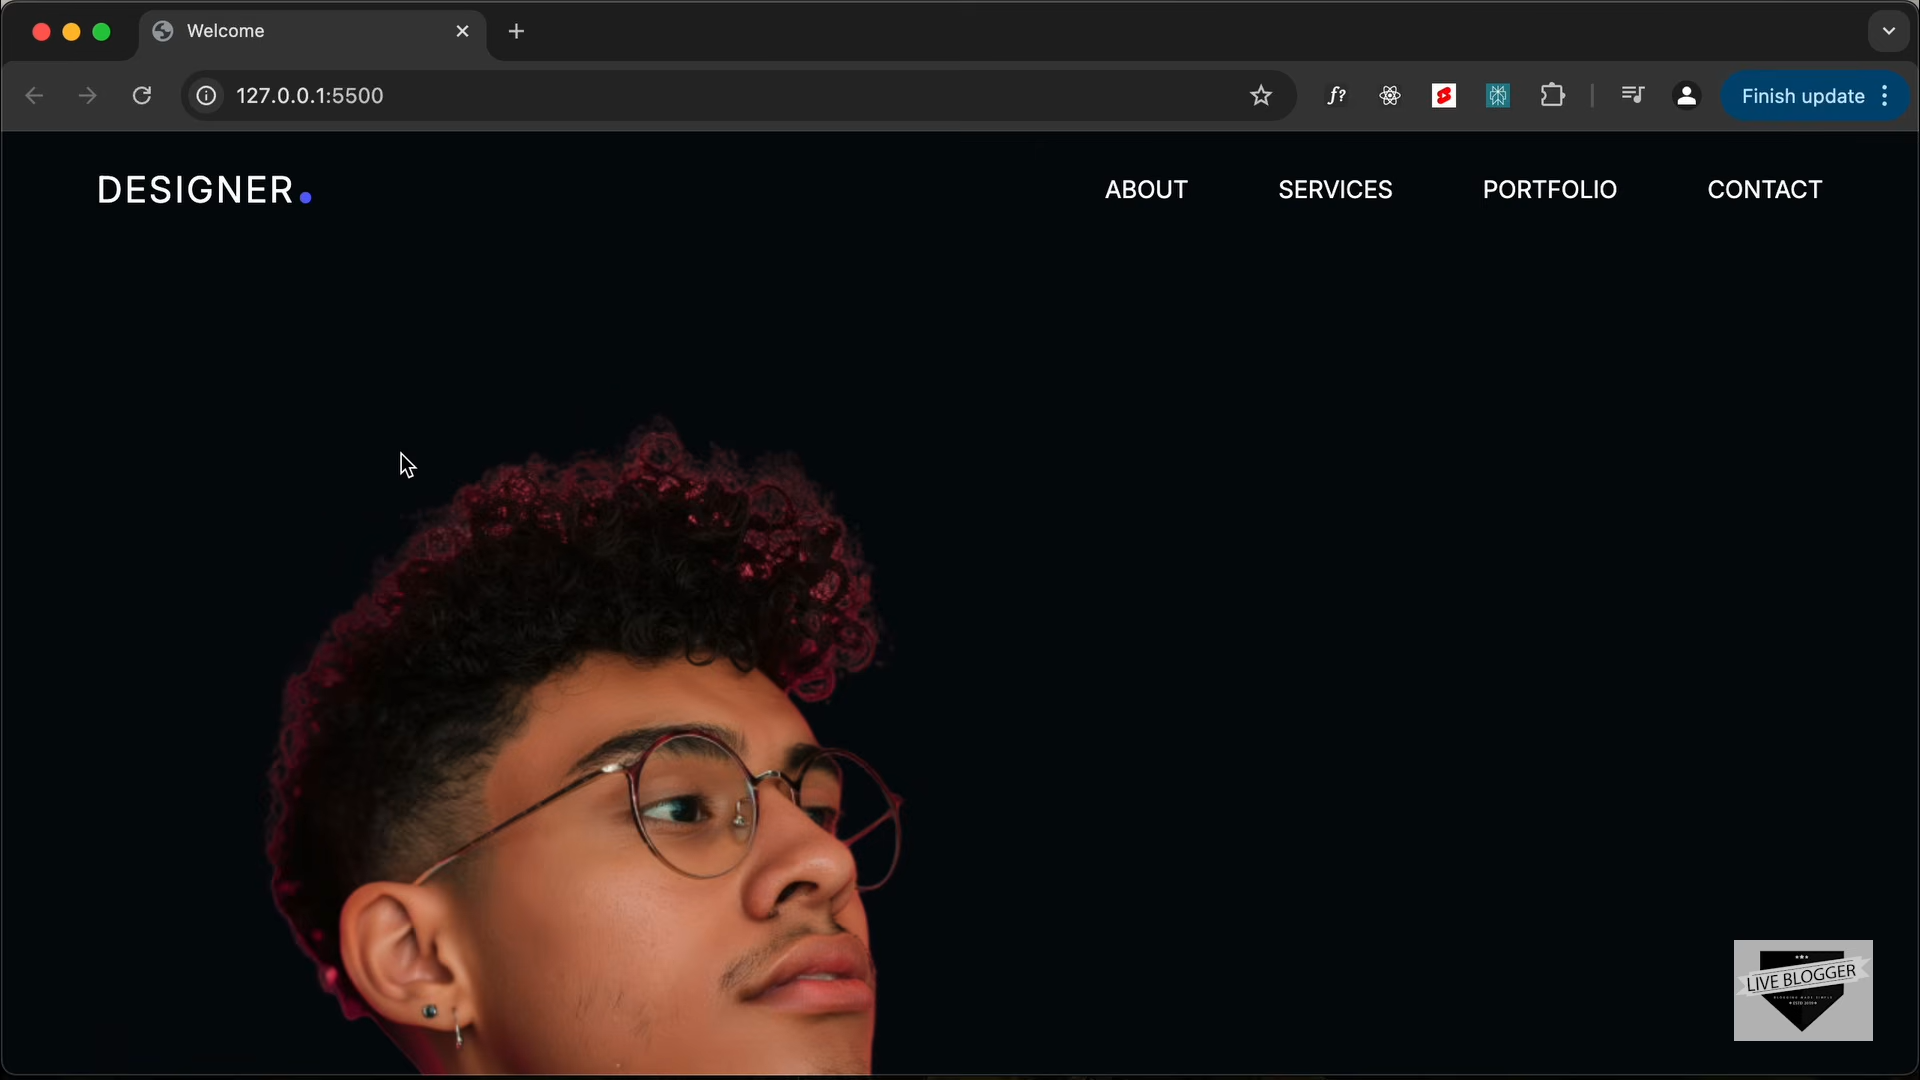 Welcome
127.0.0.1:5500
f?
Finish update
DESIGNER.
ABOUT SERVICES PORTFOLIO CONTACT
LIVE BLOGGER